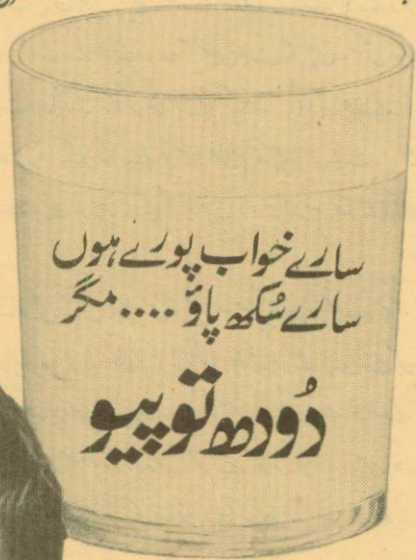 سارے خواب پورے ہوں
سارے سُکھ پاؤ .... مگر
دُودھ تو پیو